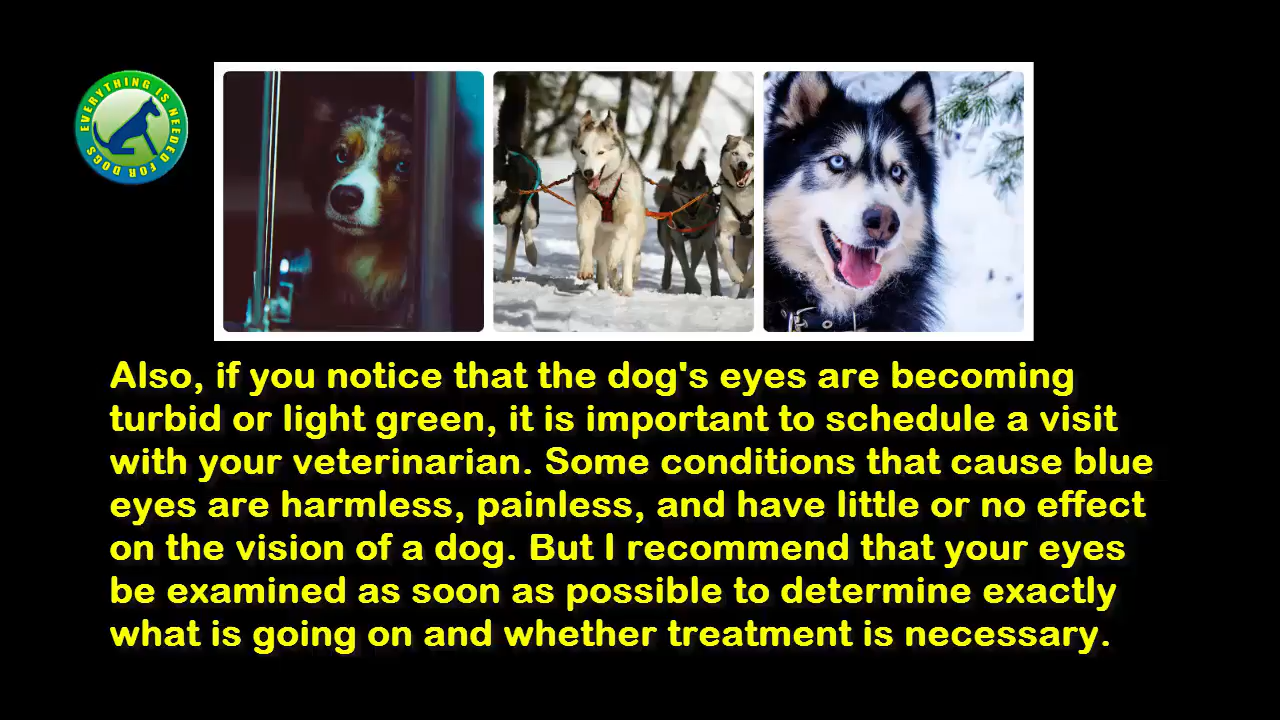 EVERYTHING IS NEEDED FOR DOGS
Also, if you notice that the dog's eyes are becoming
turbid or light green, it is important to schedule a visit
with your veterinarian. Some conditions that cause blue
eyes are harmless, painless, and have little or no effect
on the vision of a dog. But I recommend that your eyes
be examined as soon as possible to determine exactly
what is going on and whether treatment is necessary.